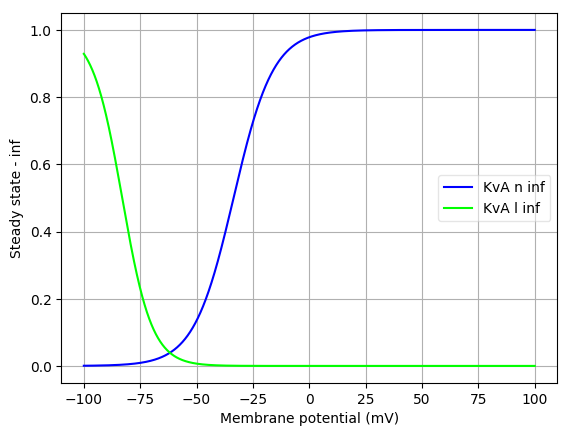 1.0
0.8
0.6
0.4
0.2
0.0
Steady state - inf
KvA n inf
KvA l inf
−100 −75 −50 −25 0 25 50 75 100
Membrane potential (mV)